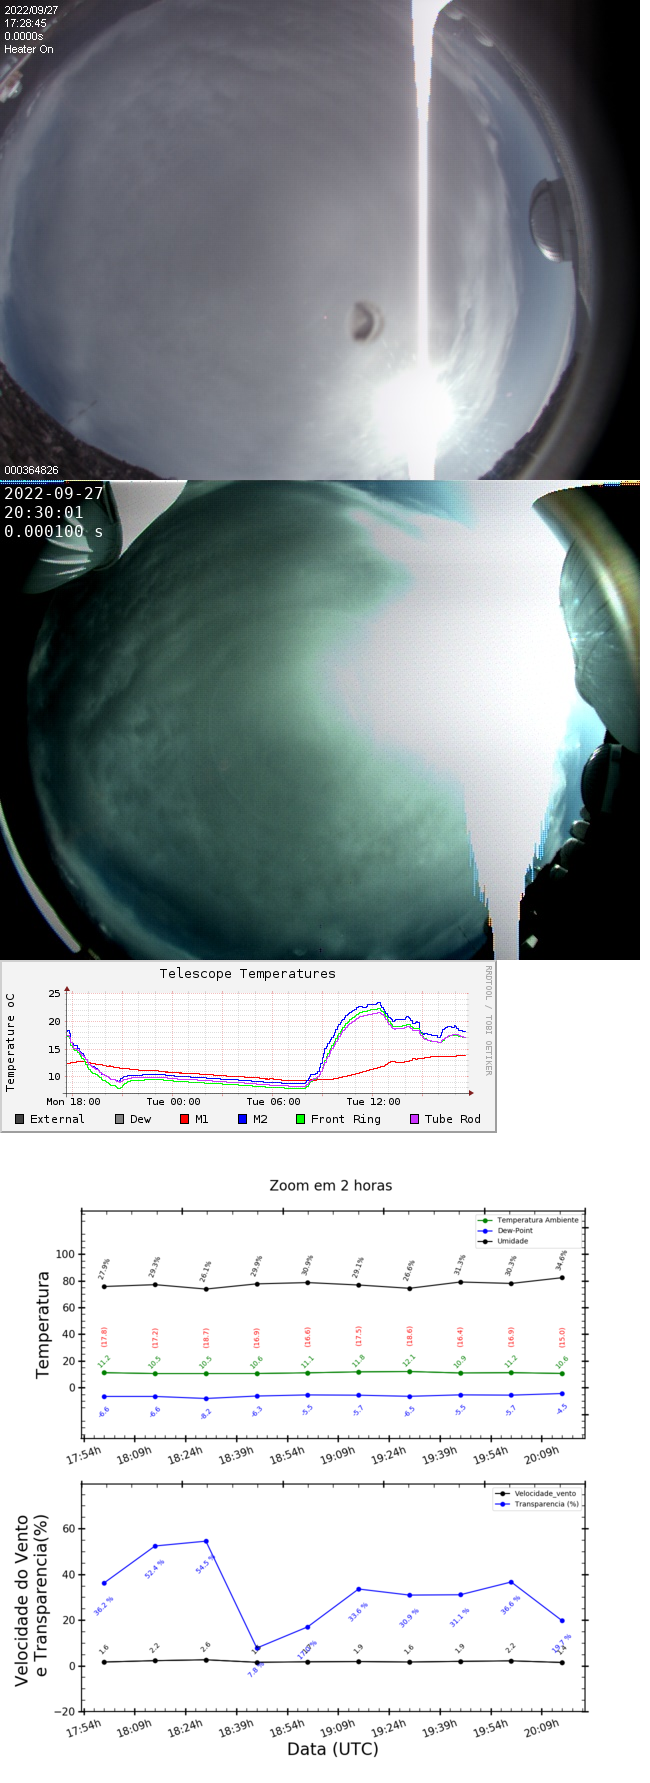 2022/09/27
17:28:45
0.0000s
Heater On
000364826
2022-09-27
20:30:01
0.000100 s
Telescope Temperatures
RRDTOOL / TOBI OETIKER
Temperature oC
25
20
15
10
Mon 18:00 Tue 00:00 Tue 06:00 Tue 12:00
External Dew M1 M2 Front Ring Tube Rod
Zoom em 2 horas
Temperatura Ambiente
Dew-Point
Umidade
Temperatura
100
80
60
40
20
0
27.9% 29.3% 26.1% 29.9% 30.9% 29.1% 26.6% 31.3% 30.3% 34.6%
(17.8) (17.2) (18.7) (16.9) (16.6) (17.5) (18.6) (16.4) (16.9) (15.0)
11.2 10.5 10.5 10.6 11.1 11.8 12.1 10.9 11.2 10.6
-6.6 -6.6 -8.2 -6.3 -5.5 -5.7 -6.5 -5.5 -5.7 -4.5
17:54h 18:09h 18:24h 18:39h 18:54h 19:09h 19:24h 19:39h 19:54h 20:09h
Velocidade_vento
Transparencia (%)
Velocidade do Vento
e Transparencia(%)
60
40
20
0
−20
36.2 % 52.4 % 54.5 % 7.8 % 33.6 % 30.9 % 31.1 % 36.6 %
1.6 2.2 2.6 1.9 1.6 1.9 2.2
17:54h 18:09h 18:24h 18:39h 18:54h 19:09h 19:24h 19:39h 19:54h 20:09h
Data (UTC)